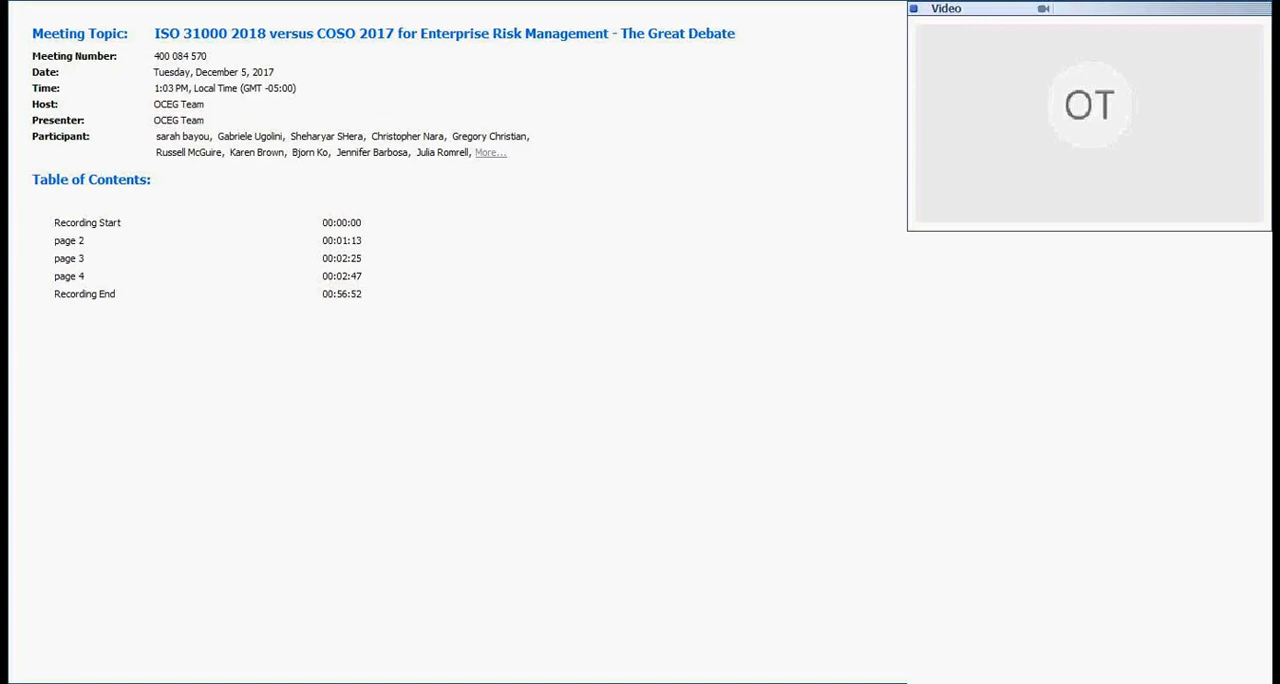 Meeting Topic: ISO 31000 2018 versus COSO 2017 for Enterprise Risk Management - The Great Debate
Meeting Number: 400 084 570
Date: Tuesday, December 5, 2017
Time: 1:03 PM, Local Time (GMT -05:00)
Host: OCEG Team
Presenter: OCEG Team
Participant: sarah bayou, Gabriele Ugolini, Sheharyar SHera, Christopher Nara, Gregory Christian,
Russell McGuire, Karen Brown, Bjorn Ko, Jennifer Barbosa, Julia Romrell, More...
Table of Contents:
Recording Start 00:00:00
page 2 00:01:13
page 3 00:02:25
page 4 00:02:47
Recording End 00:56:52
Video
OT